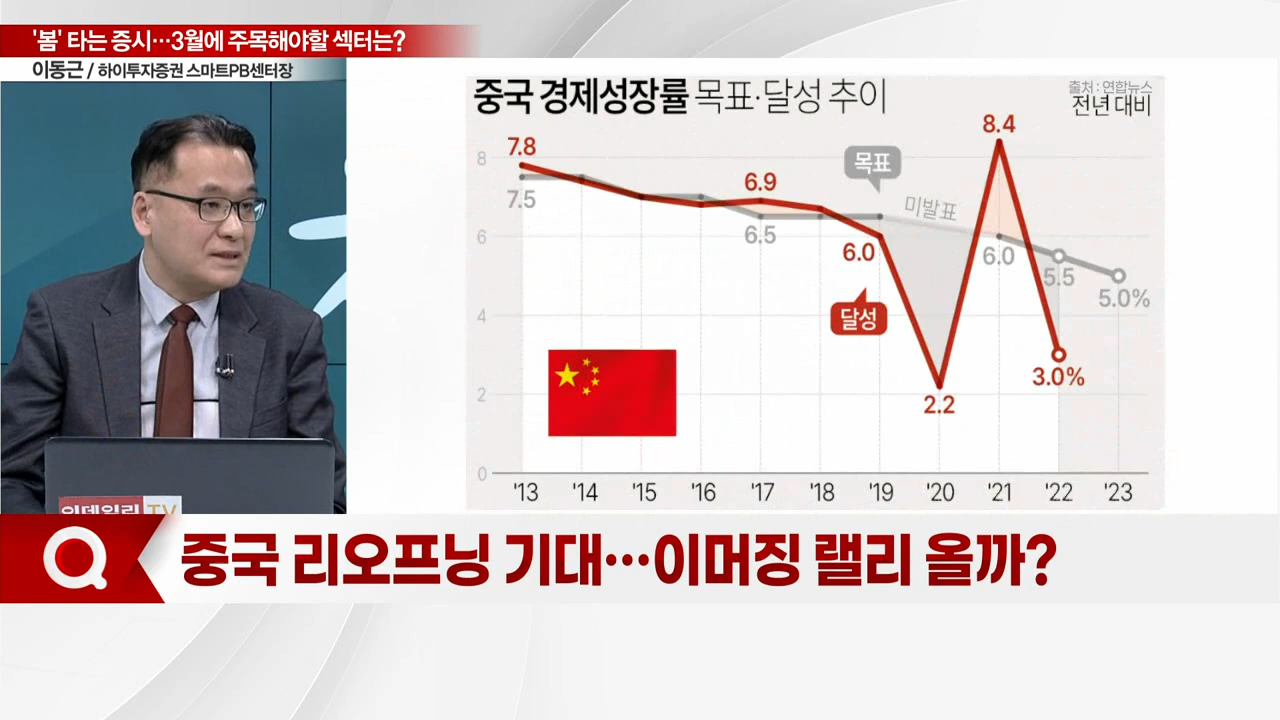 '봄' 타는 증시…3월에 주목해야할 섹터는?
이동근 / 하이투자증권 스마트PB센터장
중국 경제성장률 목표·달성 추이
출처 : 연합뉴스
전년 대비
8
6
4
2
0
7.8
7.5
6.9
6.5
목표
미발표
6.0
달성
2.2
8.4
6.0
5.5
5.0%
3.0%
'13 '14 '15 '16 '17 '18 '19 '20 '21 '22 '23
이데일리 TV
Q 중국 리오프닝 기대…이머징 랠리 올까?